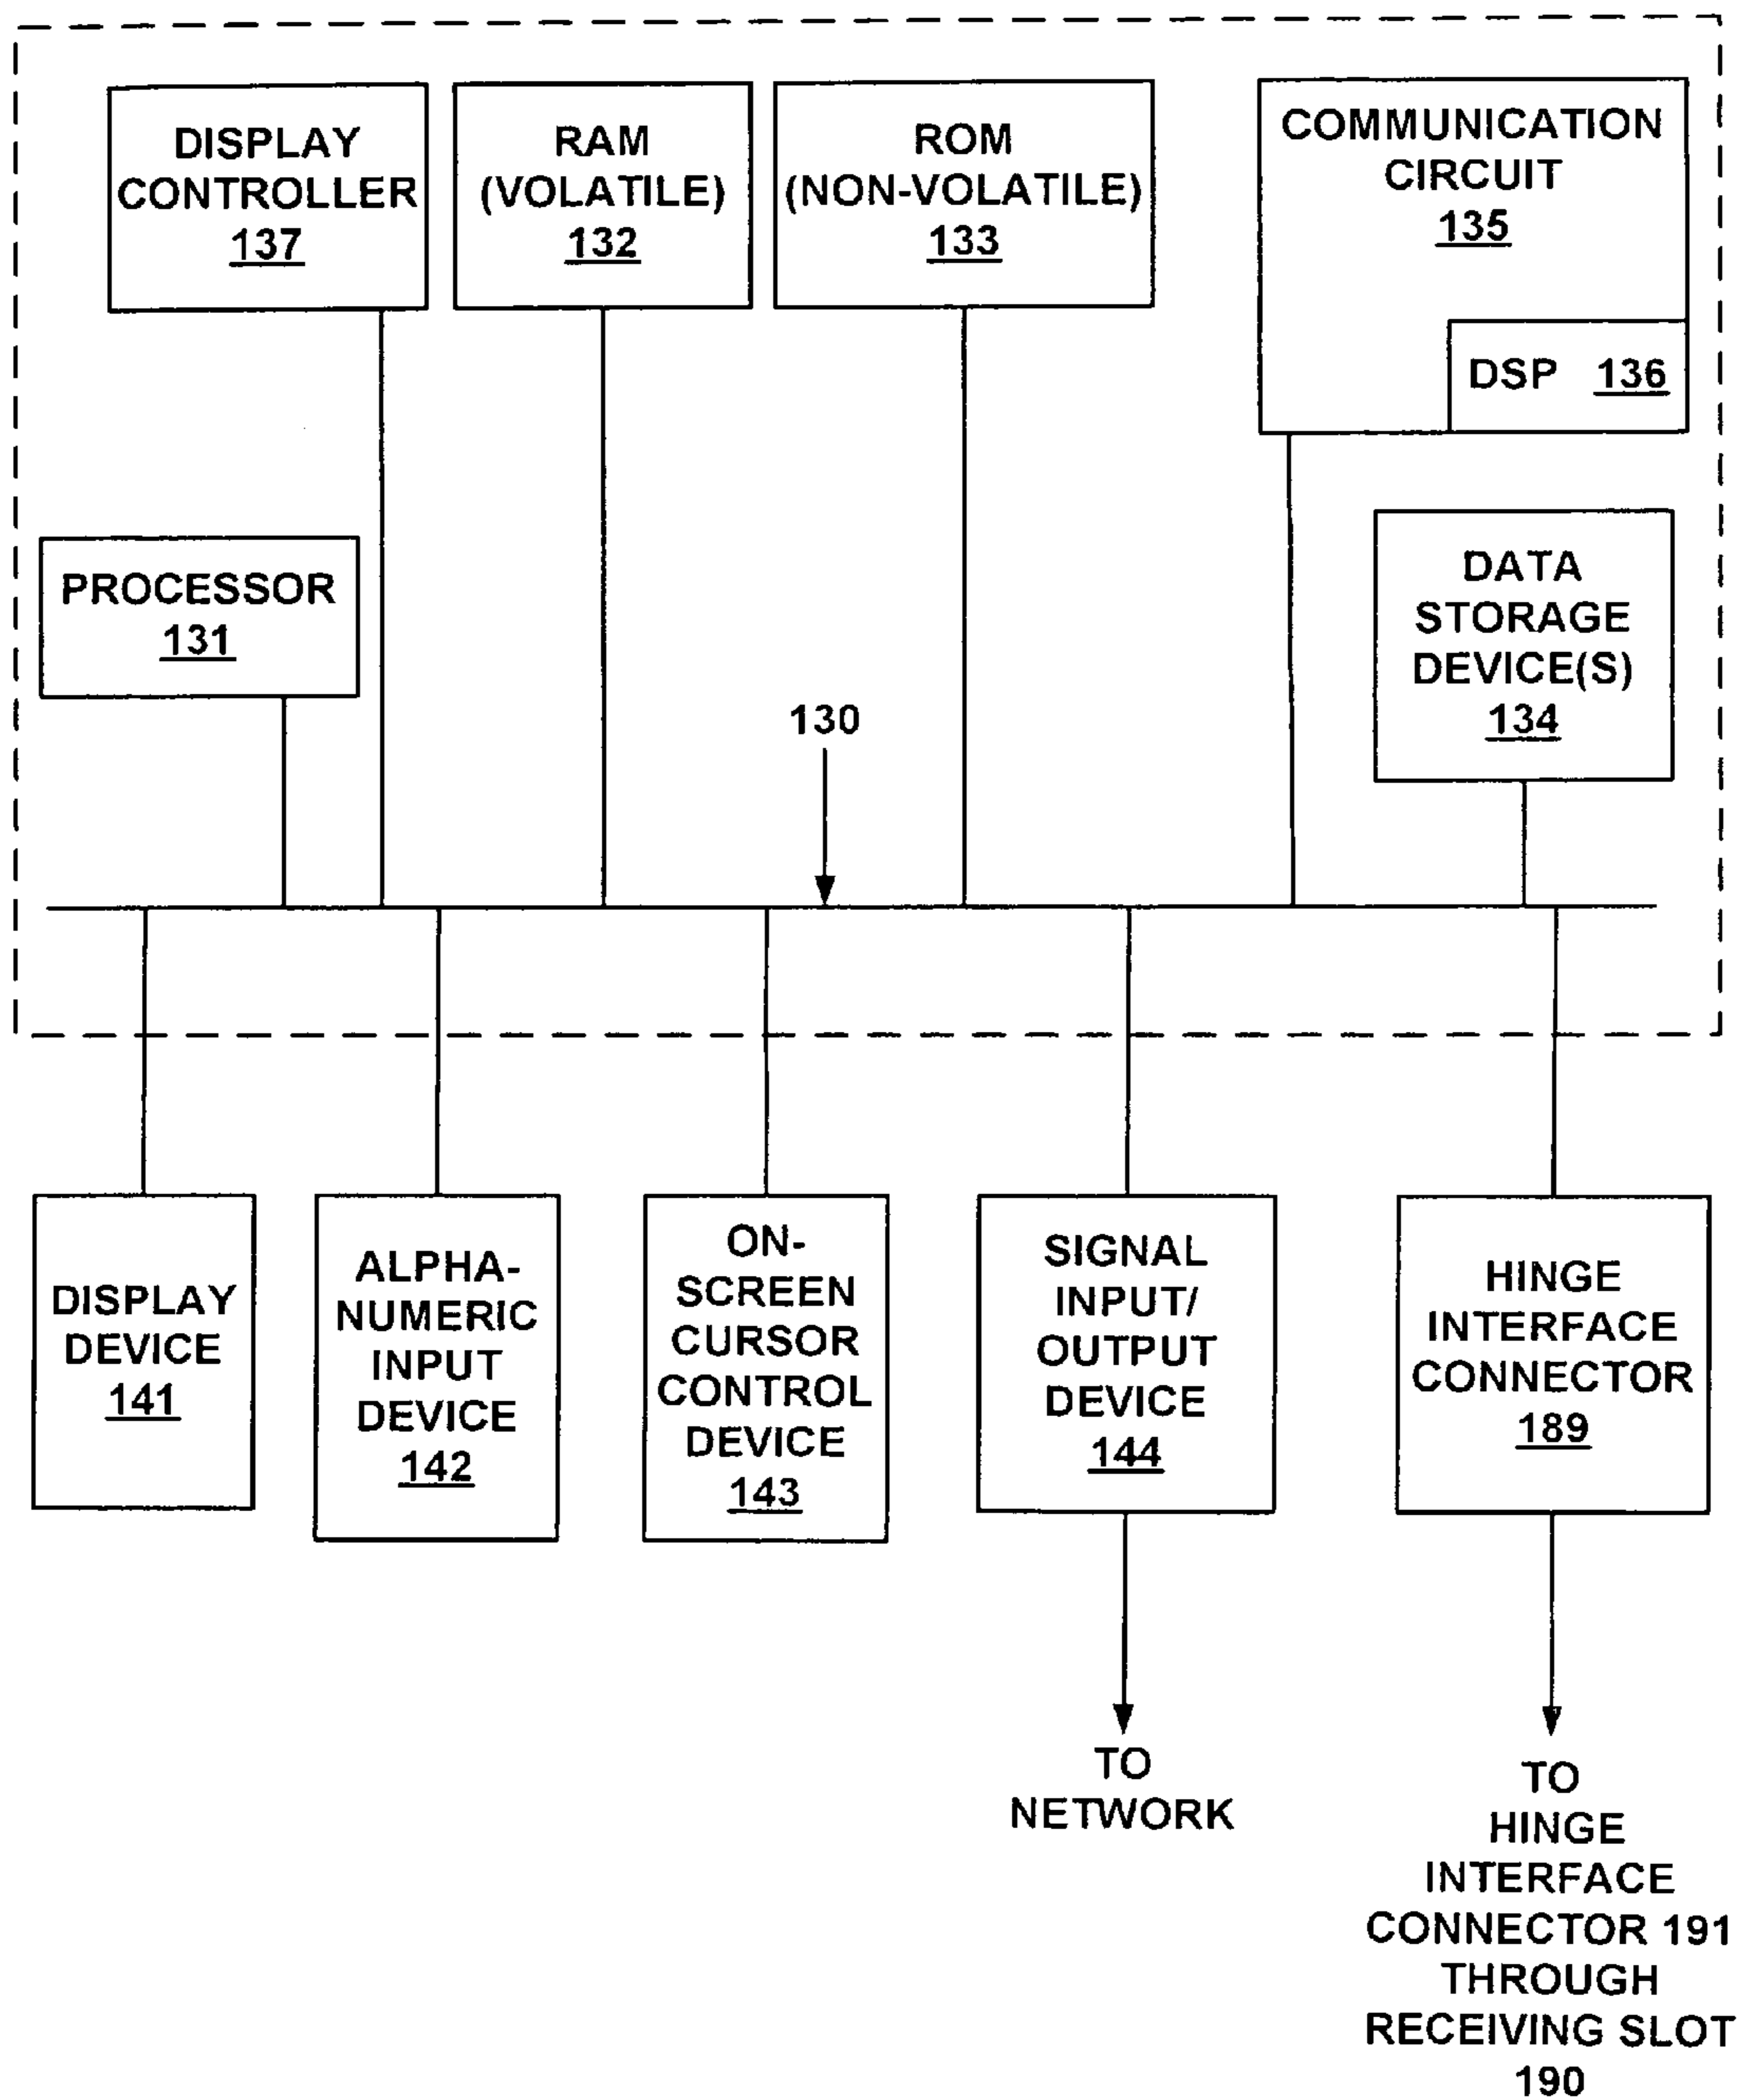 DISPLAY
CONTROLLER
137
RAM
(VOLATILE)
132
ROM
(NON-VOLATILE)
133
COMMUNICATION
CIRCUIT
135
DSP 136
PROCESSOR
131
DATA
STORAGE
DEVICE(S)
134
130
DISPLAY
DEVICE
141
ALPHA-
NUMERIC
INPUT
DEVICE
142
ON-
SCREEN
CURSOR
CONTROL
DEVICE
143
SIGNAL
INPUT/
OUTPUT
DEVICE
144
HINGE
INTERFACE
CONNECTOR
189
TO
NETWORK
TO
HINGE
INTERFACE
CONNECTOR 191
THROUGH
RECEIVING SLOT
190